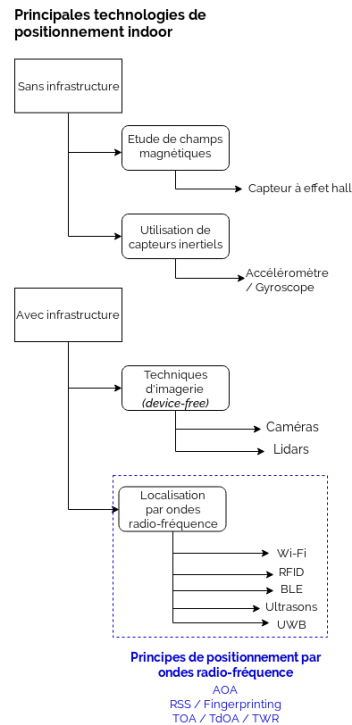 Principales technologies de
positionnement indoor
Sans infrastructure
Etude de champs
magnétiques
Capteur à effet hall
Utilisation de
capteurs inertiels
Accéléromètre
/ Gyroscope
Avec infrastructure
Techniques
d'imagerie
(device-free)
Caméras
Lidars
Localisation
par ondes
radio-fréquence
Wi-Fi
RFID
BLE
Ultrasons
UWB
Principes de positionnement par
ondes radio-fréquence
AOA
RSS / Fingerprinting
TOA / TdOA / TWR